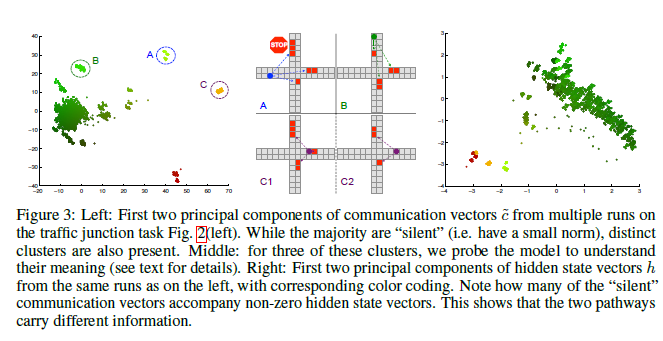 40
30
20
10
0
-10
-20
-30
-40
-20
-10
0
10
20
30
40
50
60
70
B
A
C
STOP
A
B
C1
C2
3
2
1
0
-1
-2
-3
-4
-4
-3
-2
-1
0
1
2
3
Figure 3: Left: First two principal components of communication vectors c̃ from multiple runs on
the traffic junction task Fig. 2(left). While the majority are “silent” (i.e. have a small norm), distinct
clusters are also present. Middle: for three of these clusters, we probe the model to understand
their meaning (see text for details). Right: First two principal components of hidden state vectors h
from the same runs as on the left, with corresponding color coding. Note how many of the “silent”
communication vectors accompany non-zero hidden state vectors. This shows that the two pathways
carry different information.